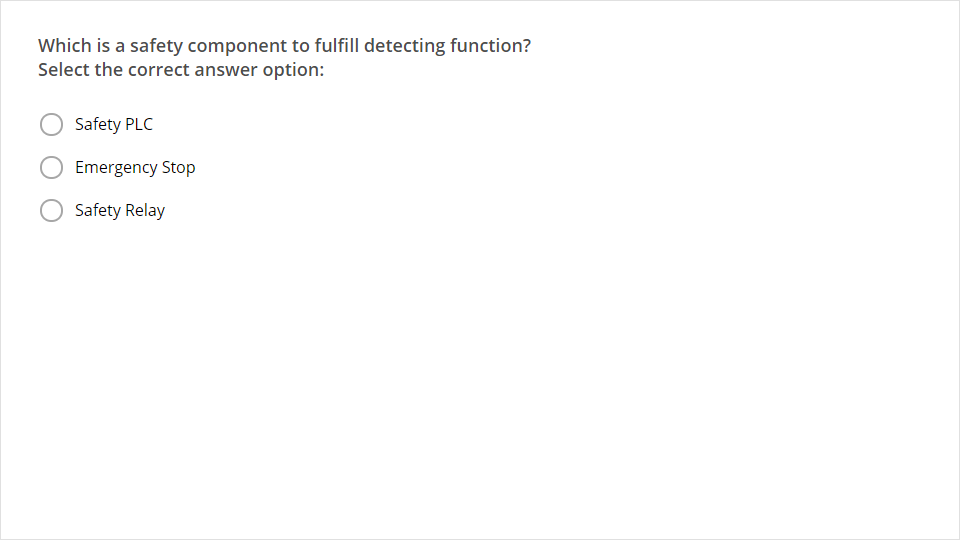 Which is a safety component to fulfill detecting function?
Select the correct answer option:
Safety PLC
Emergency Stop
Safety Relay